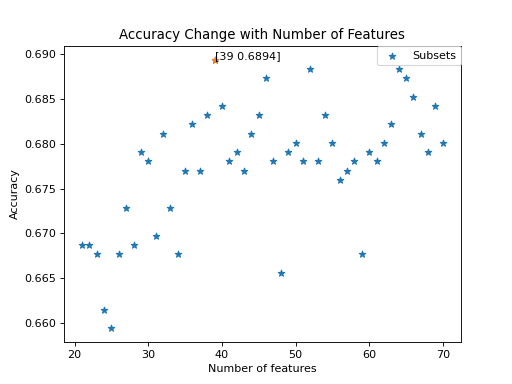 Accuracy Change with Number of Features
[39 0.6894]
Subsets
Accuracy
0.690
0.685
0.680
0.675
0.670
0.665
0.660
20 30 40 50 60 70
Number of features